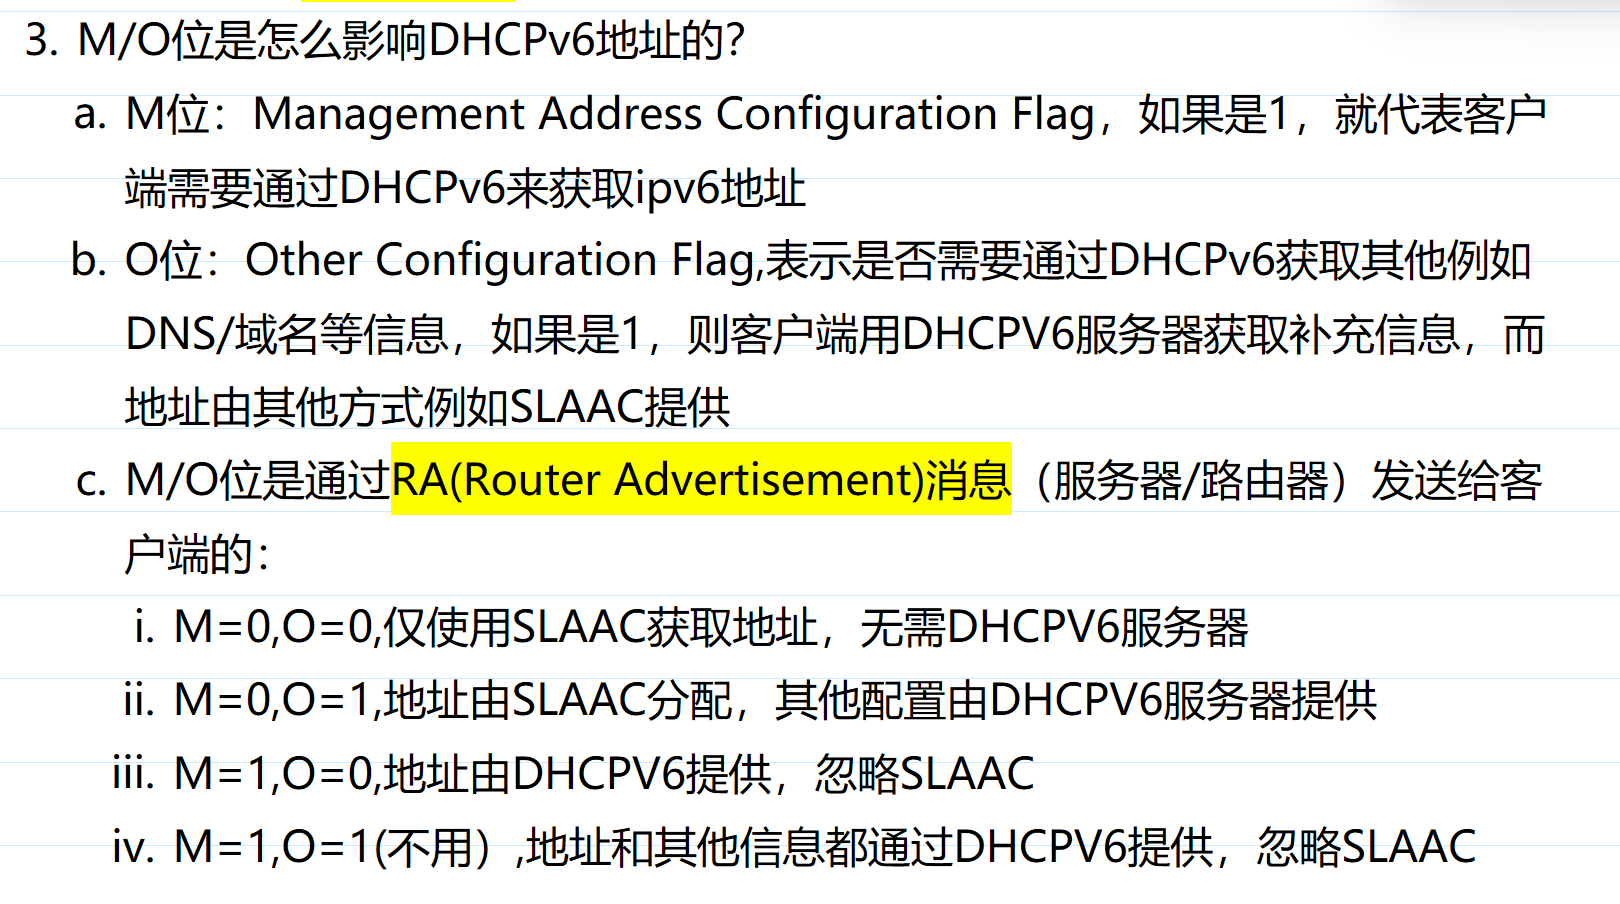 3. M/O位是怎么影响DHCPv6地址的?
a. M位：Management Address Configuration Flag，如果是1，就代表客户
端需要通过DHCPv6来获取ipv6地址
b. O位：Other Configuration Flag,表示是否需要通过DHCPv6获取其他例如
DNS/域名等信息，如果是1，则客户端用DHCPV6服务器获取补充信息，而
地址由其他方式例如SLAAC提供
c. M/O位是通过RA(Router Advertisement)消息（服务器/路由器）发送给客
户端的：
i. M=0,O=0,仅使用SLAAC获取地址，无需DHCPV6服务器
ii. M=0,O=1,地址由SLAAC分配，其他配置由DHCPV6服务器提供
iii. M=1,O=0,地址由DHCPV6提供，忽略SLAAC
iv. M=1,O=1(不用）,地址和其他信息都通过DHCPV6提供，忽略SLAAC